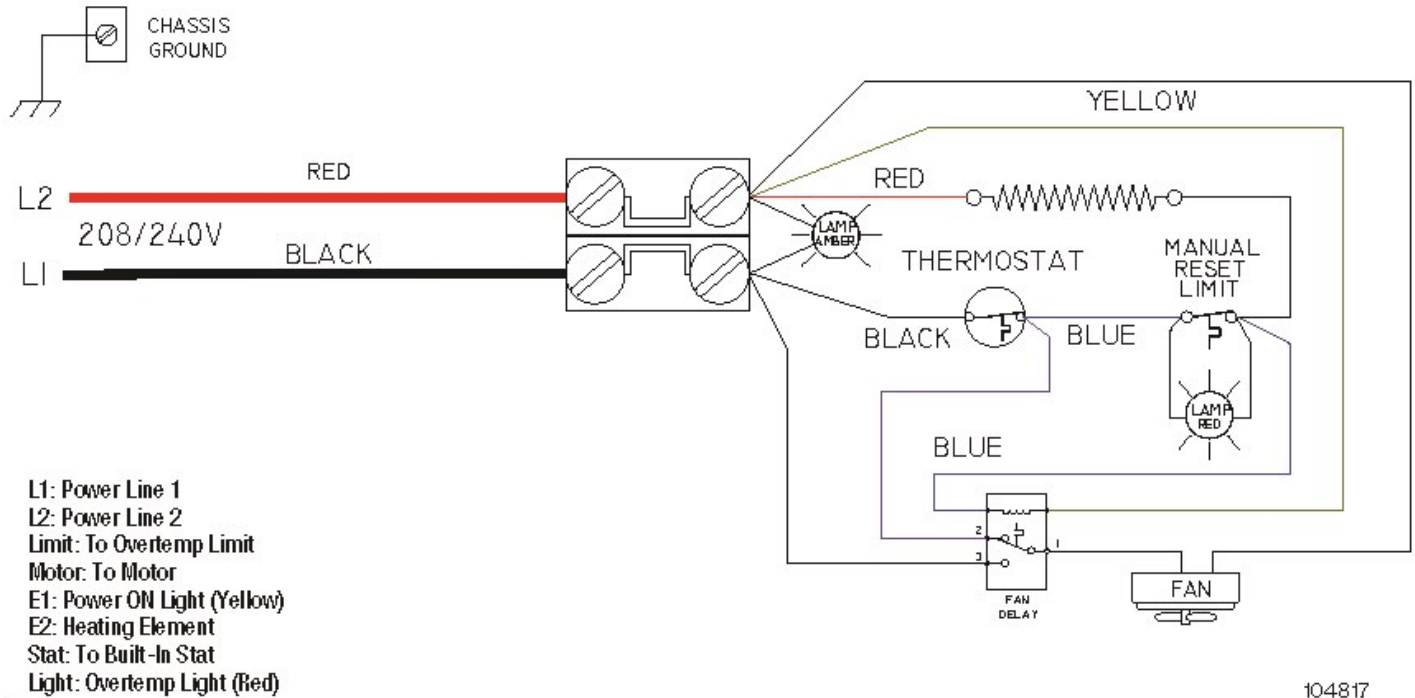 CHASSIS
GROUND
YELLOW
RED
RED
L2
LAMP
AMBER
208/240V
BLACK
THERMOSTAT
MANUAL
RESET
LIMIT
L1
BLACK
BLUE
LAMP
RED
BLUE
2
1
3
FAN
DELAY
FAN
L1: Power Line 1
L2: Power Line 2
Limit: To Overtemp Limit
Motor: To Motor
E1: Power ON Light (Yellow)
E2: Heating Element
Stat: To Built-In Stat
Light: Overtemp Light (Red)
104817